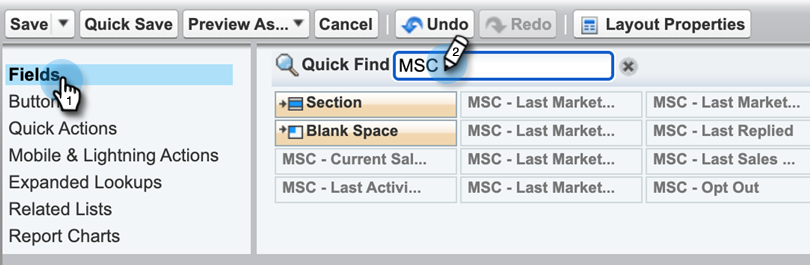 Save Quick Save Preview As... Cancel Undo Redo Layout Properties
Fields
1
Buttons
Quick Actions
Mobile & Lightning Actions
Expanded Lookups
Related Lists
Report Charts
Quick Find MSC 2
Section MSC - Last Market... MSC - Last Market...
Blank Space MSC - Last Market... MSC - Last Replied
MSC - Current Sal... MSC - Last Market... MSC - Last Sales ...
MSC - Last Activi... MSC - Last Market... MSC - Opt Out